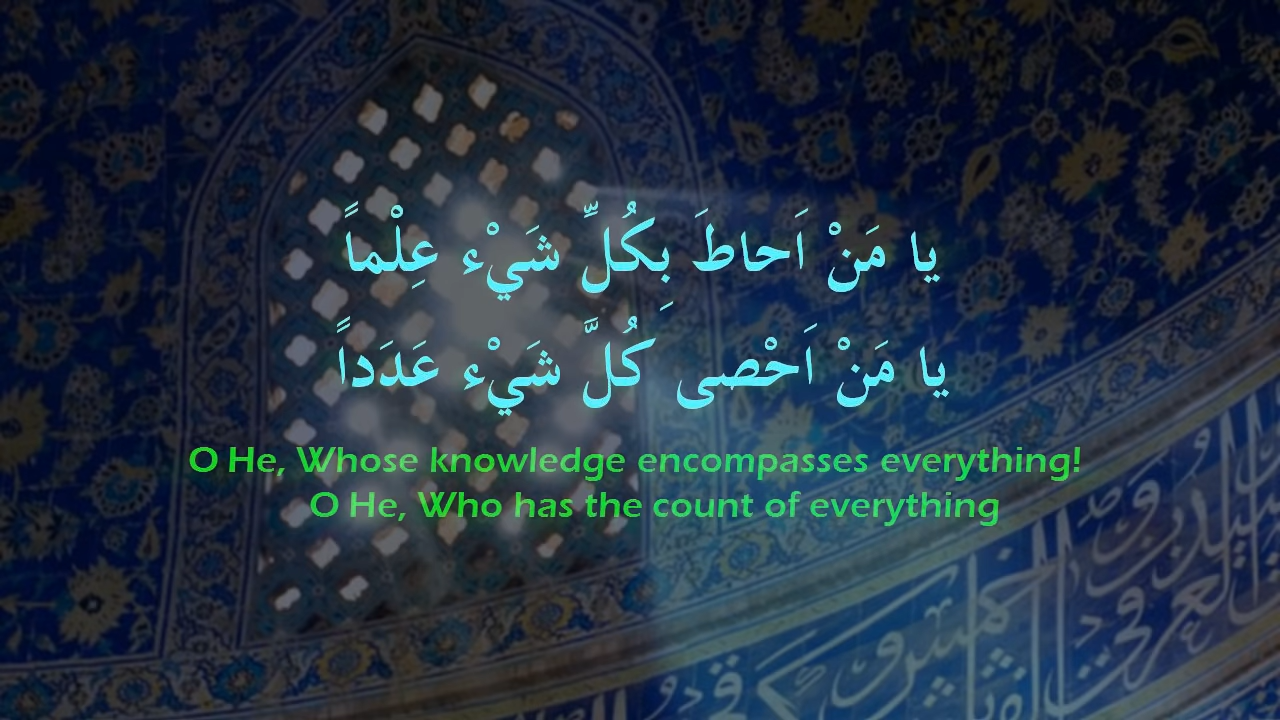 يا مَنْ اَحاطَ بِكُلِّ شَيْء عِلْماً
يا مَنْ اَحْصى كُلَّ شَيْء عَدَداً
O He, Whose knowledge encompasses everything!
O He, Who has the count of everything